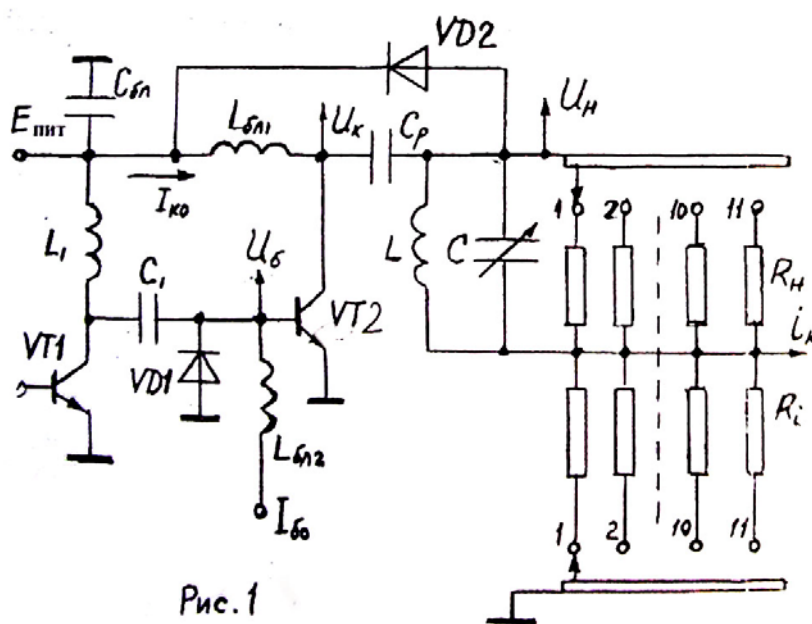 VD2
Cбл
Uн
Eпит
Lбл1
Uк
Cр
Iко
1
2
10
11
L1
C1
Uб
L
C
Rн
VT2
iк
VT1
VD1
Ri
Lбл2
Iбо
1
2
10
11
Рис. 1